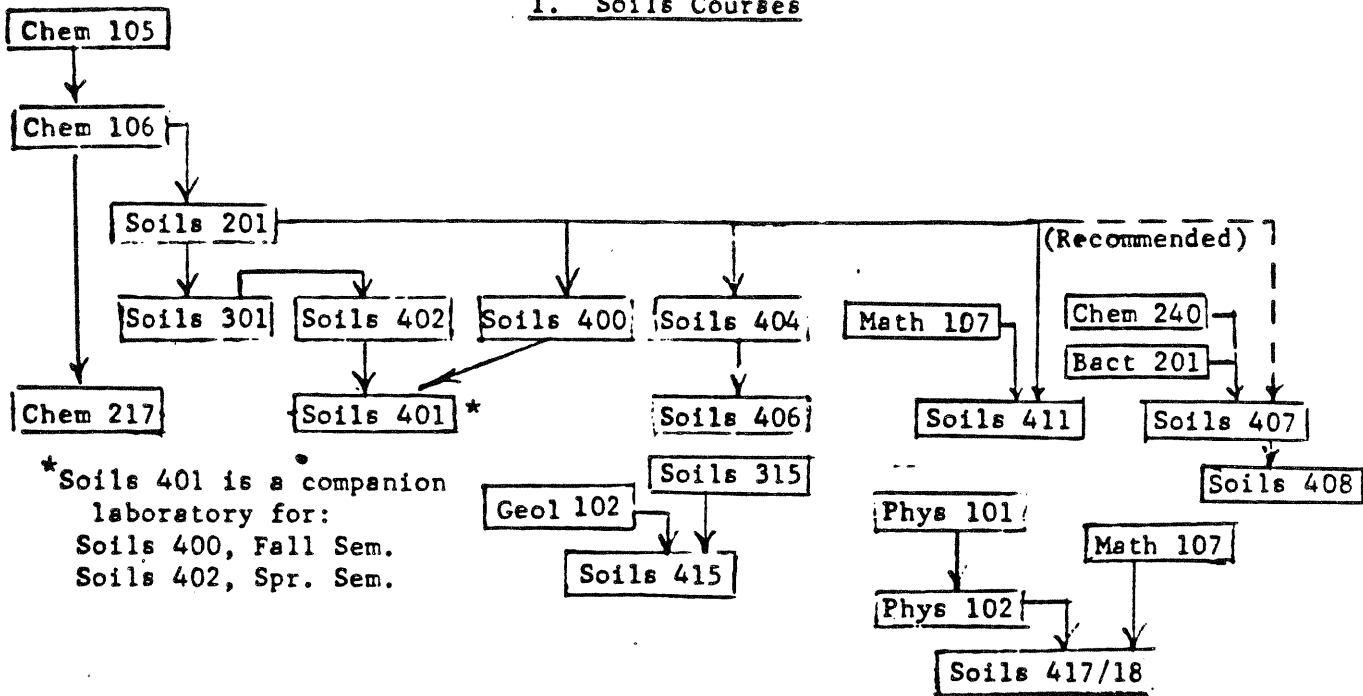 I. Soils Courses
Chem 105
Chem 106
Soils 201
(Recommended)
Soils 301
Soils 402
Soils 400
Soils 404
Math 107
Chem 240
Bact 201
Chem 217
Soils 401 *
Soils 406
Soils 411
Soils 407
Soils 408
*Soils 401 is a companion
laboratory for:
Soils 400, Fall Sem.
Soils 402, Spr. Sem.
Soils 315
Geol 102
Soils 415
Phys 101
Math 107
Phys 102
Soils 417/18